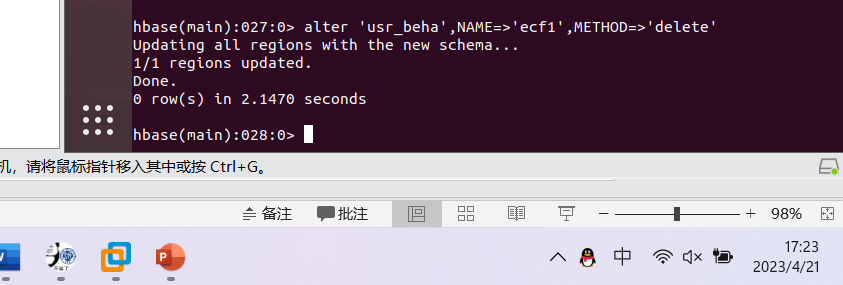 hbase(main):027:0> alter 'usr_beha',NAME=>'ecf1',METHOD=>'delete'
Updating all regions with the new schema...
1/1 regions updated.
Done.
0 row(s) in 2.1470 seconds
hbase(main):028:0>
机，请将鼠标指针移入其中或按 Ctrl+G。
备注 批注 98%
中 17:23
2023/4/21